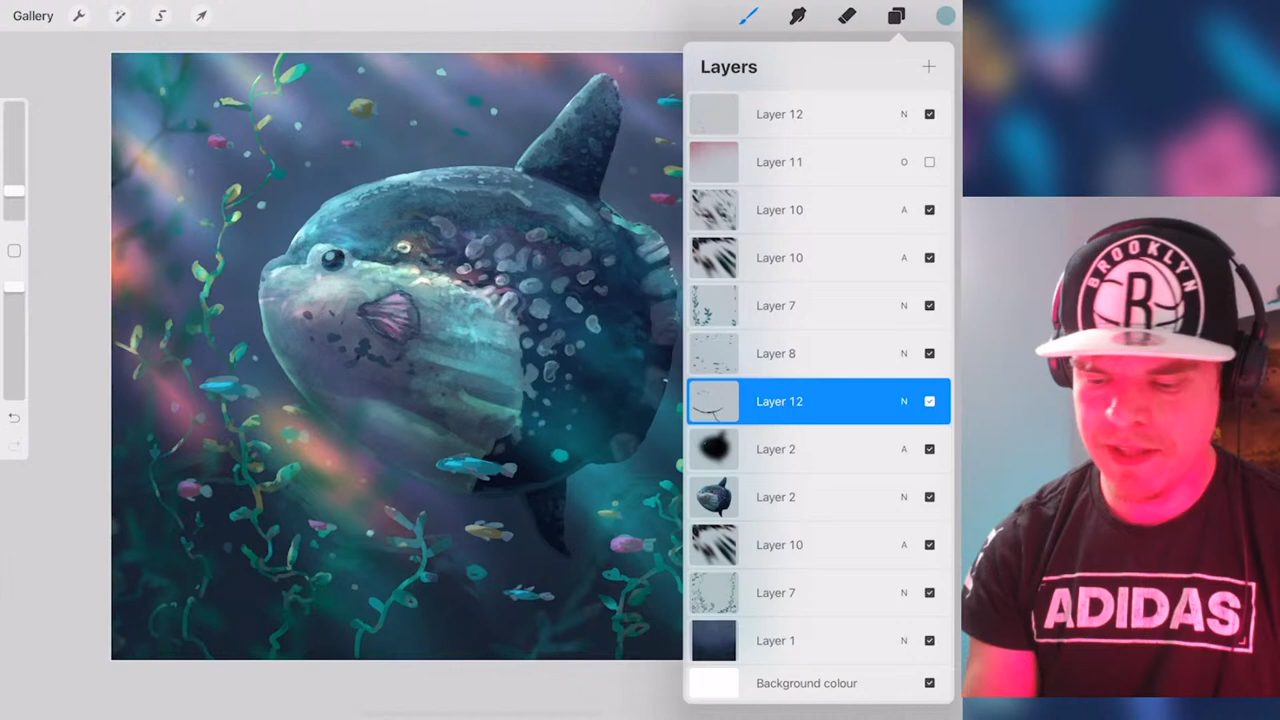 Gallery
Layers
Layer 12 N
Layer 11 O
Layer 10 A
Layer 10 A
Layer 7 N
Layer 8 N
Layer 12 N
Layer 2 A
Layer 2 N
Layer 10 A
Layer 7 N
Layer 1 N
Background colour
BROOKLYN
B
ADIDAS